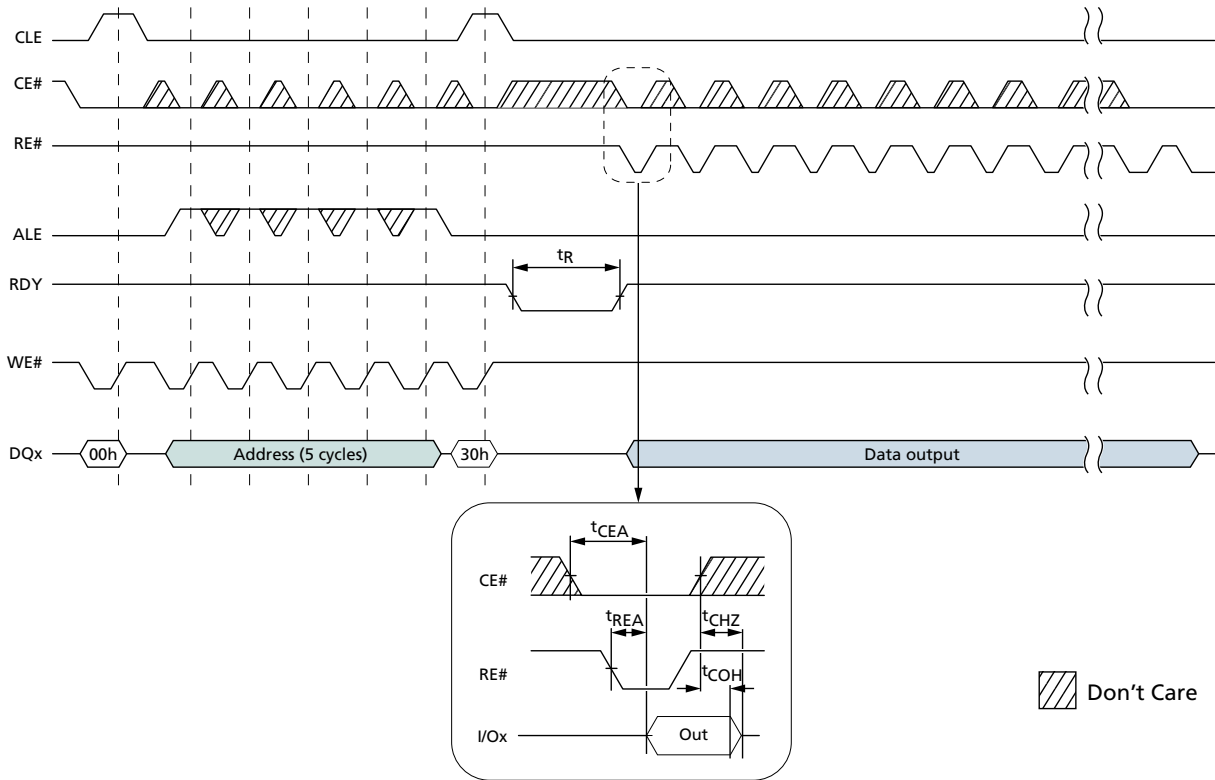 CLE
CE#
RE#
ALE
tR
RDY
WE#
DQx
00h
Address (5 cycles)
30h
Data output
tCEA
CE#
tREA
tCHZ
RE#
tCOH
I/Ox
Out
Don't Care